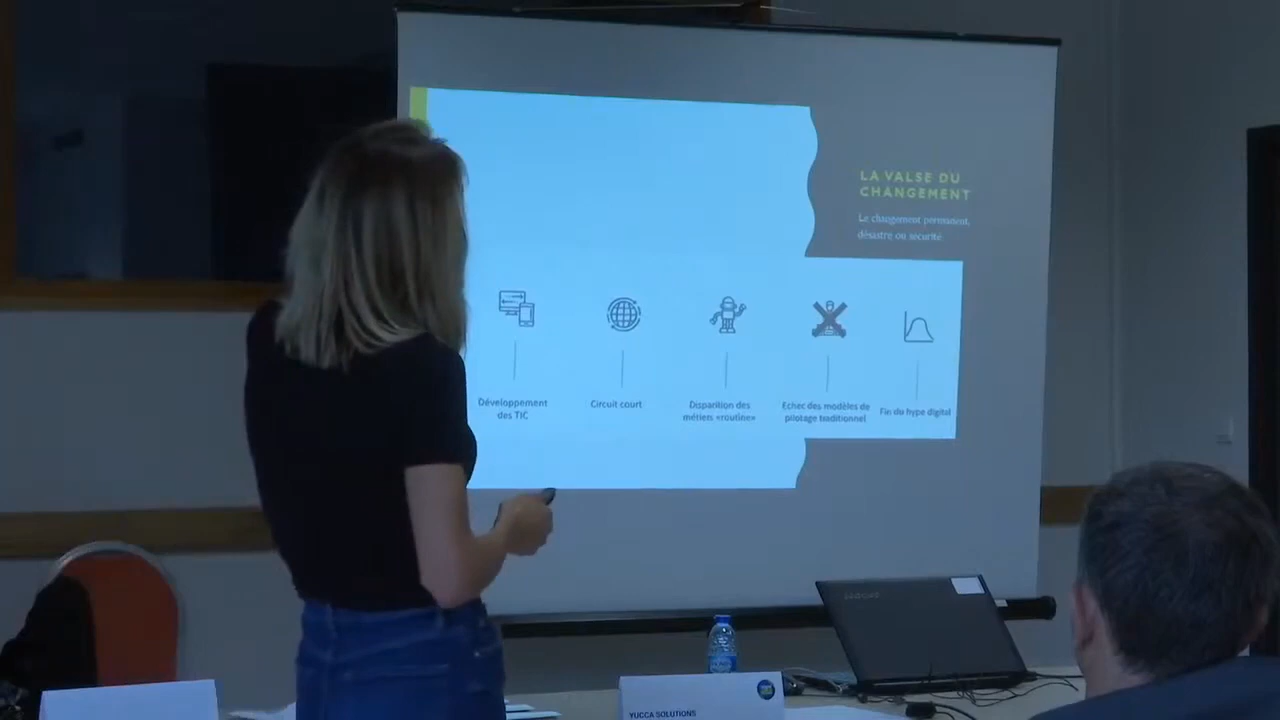 LA VALSE DU
CHANGEMENT
Le changement permanent,
désastre ou securité.
Développement
des TIC
Circuit court
Disparition des
métiers «routine»
Echec des modèles de
pilotage traditionnel
Fin du hype digital
YUCCA SOLUTIONS